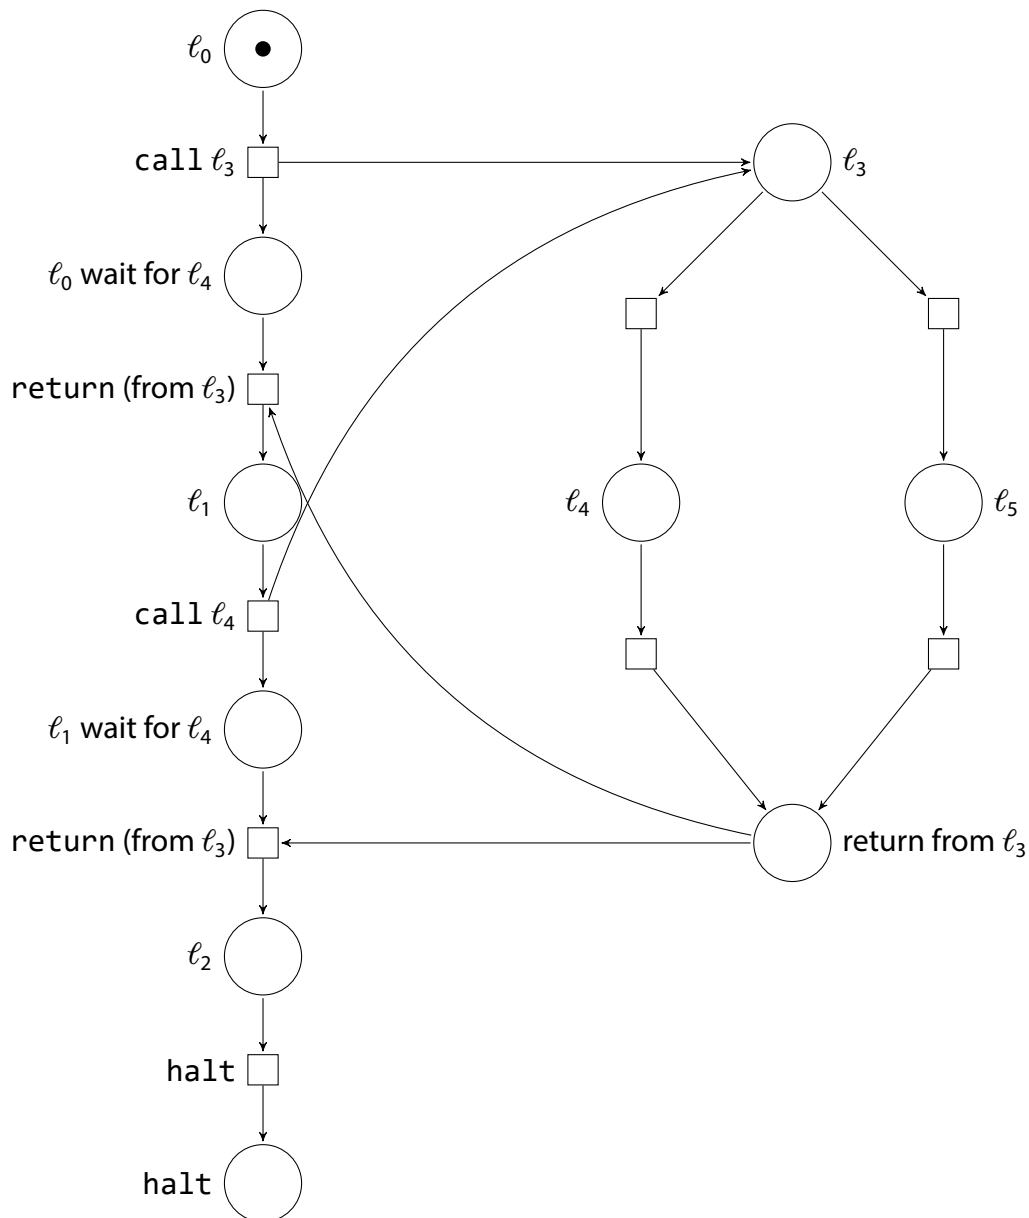 ℓ₀
call ℓ₃
ℓ₃
ℓ₀ wait for ℓ₄
return (from ℓ₃)
ℓ₁
ℓ₄
ℓ₅
call ℓ₄
ℓ₁ wait for ℓ₄
return (from ℓ₃)
return from ℓ₃
ℓ₂
halt
halt